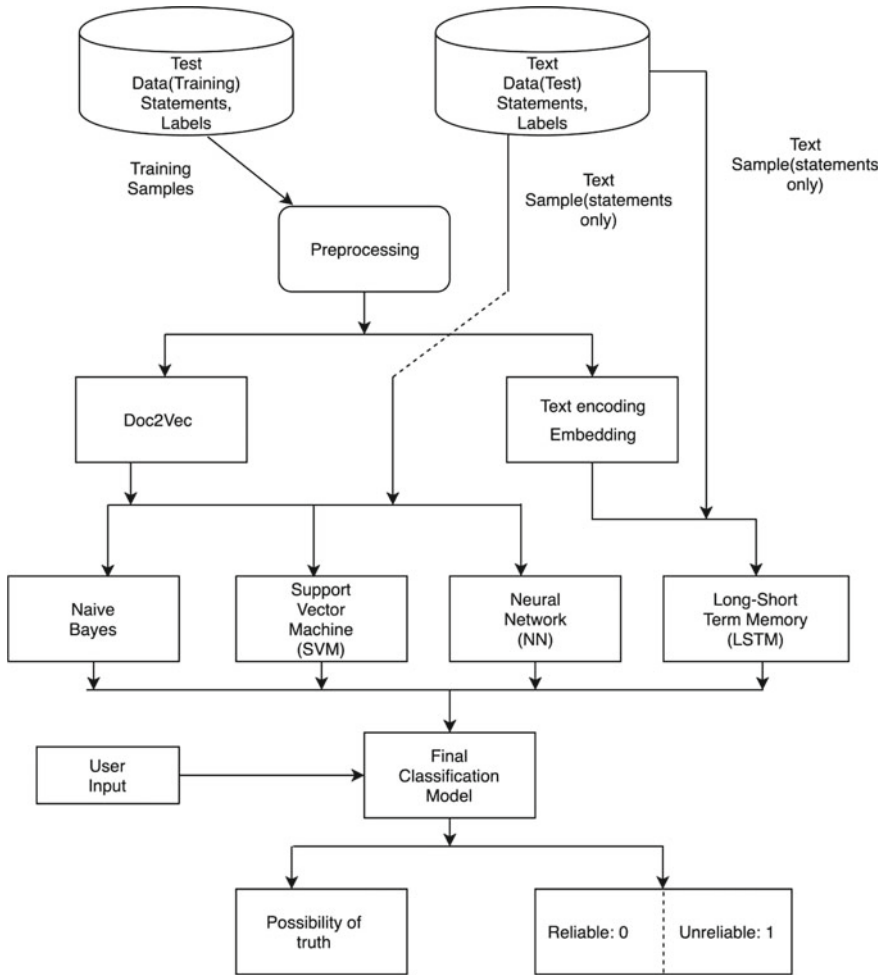 Test
Data(Training)
Statements,
Labels
Text
Data(Test)
Statements,
Labels
Training
Samples
Text
Sample(statements
only)
Text
Sample(statements
only)
Preprocessing
Doc2Vec
Text encoding
Embedding
Naive
Bayes
Support
Vector
Machine
(SVM)
Neural
Network
(NN)
Long-Short
Term Memory
(LSTM)
User
Input
Final
Classification
Model
Possibility of
truth
Reliable: 0
Unreliable: 1